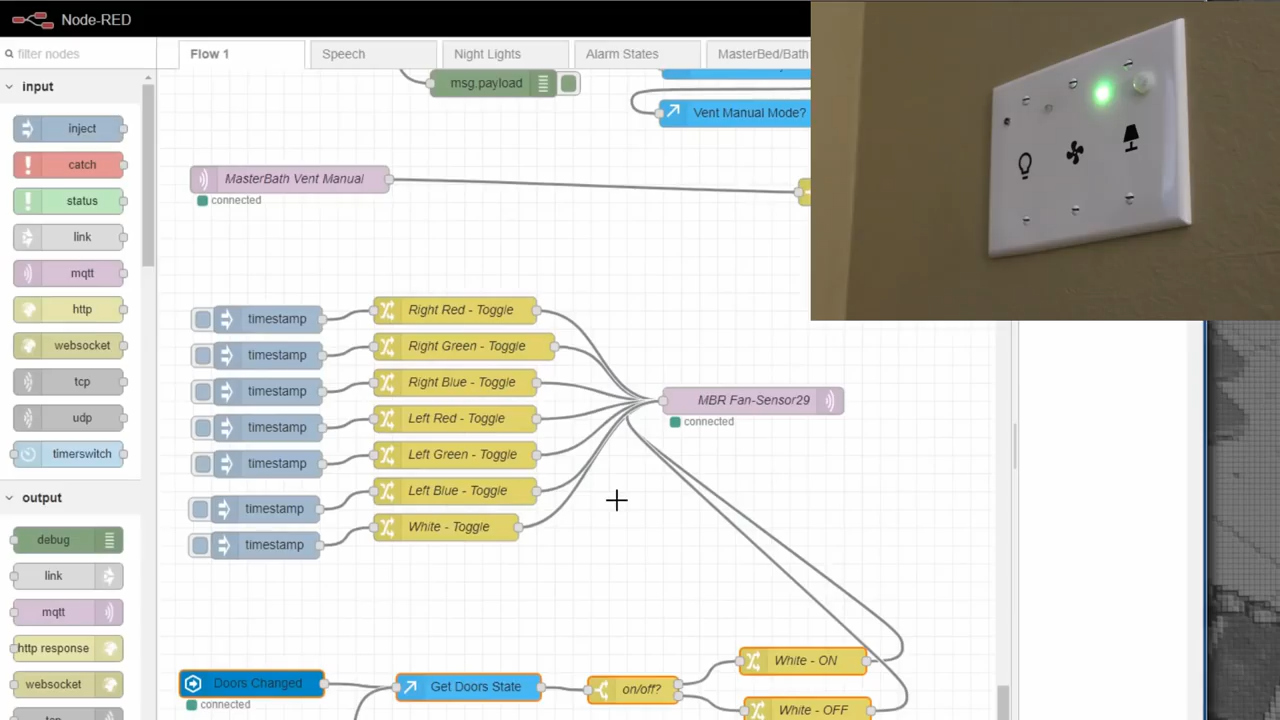 Node-RED
filter nodes
Flow 1
Speech
Night Lights
Alarm States
MasterBed/Bath
input
inject
catch
status
link
mqtt
http
websocket
tcp
udp
timerswitch
output
debug
link
mqtt
http response
websocket
msg.payload
Vent Manual Mode?
MasterBath Vent Manual
connected
timestamp
Right Red - Toggle
timestamp
Right Green - Toggle
timestamp
Right Blue - Toggle
timestamp
Left Red - Toggle
timestamp
Left Green - Toggle
timestamp
Left Blue - Toggle
timestamp
White - Toggle
MBR Fan-Sensor29
connected
Doors Changed
connected
Get Doors State
on/off?
White - ON
White - OFF